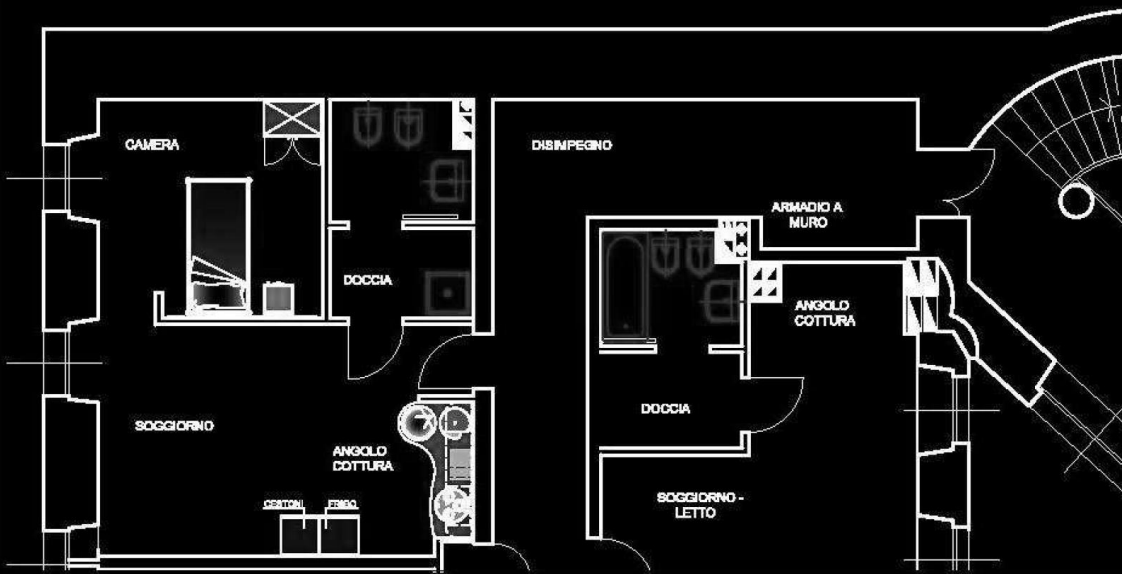 CAMERA
DISIMPEGNO
ARMADIO A
MURO
DOCCIA
ANGOLO
COTTURA
DOCCIA
SOGGIORNO
ANGOLO
COTTURA
CESTONI
FRIGO
SOGGIORNO -
LETTO